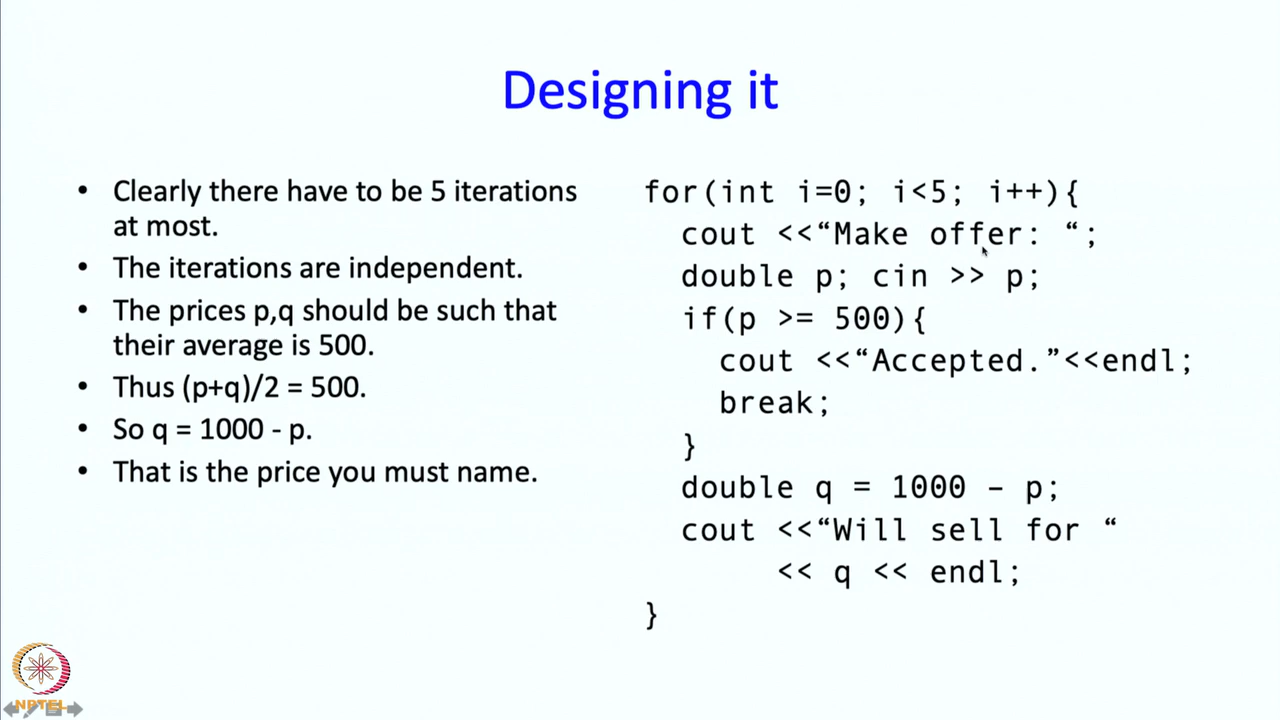 Designing it
• Clearly there have to be 5 iterations
at most.
• The iterations are independent.
• The prices p,q should be such that
their average is 500.
• Thus (p+q)/2 = 500.
• So q = 1000 - p.
• That is the price you must name.
for(int i=0; i<5; i++){
cout <<“Make offer: “;
double p; cin >> p;
if(p >= 500){
cout <<“Accepted.”<<endl;
break;
}
double q = 1000 – p;
cout <<“Will sell for “
<< q << endl;
}
NPTEL